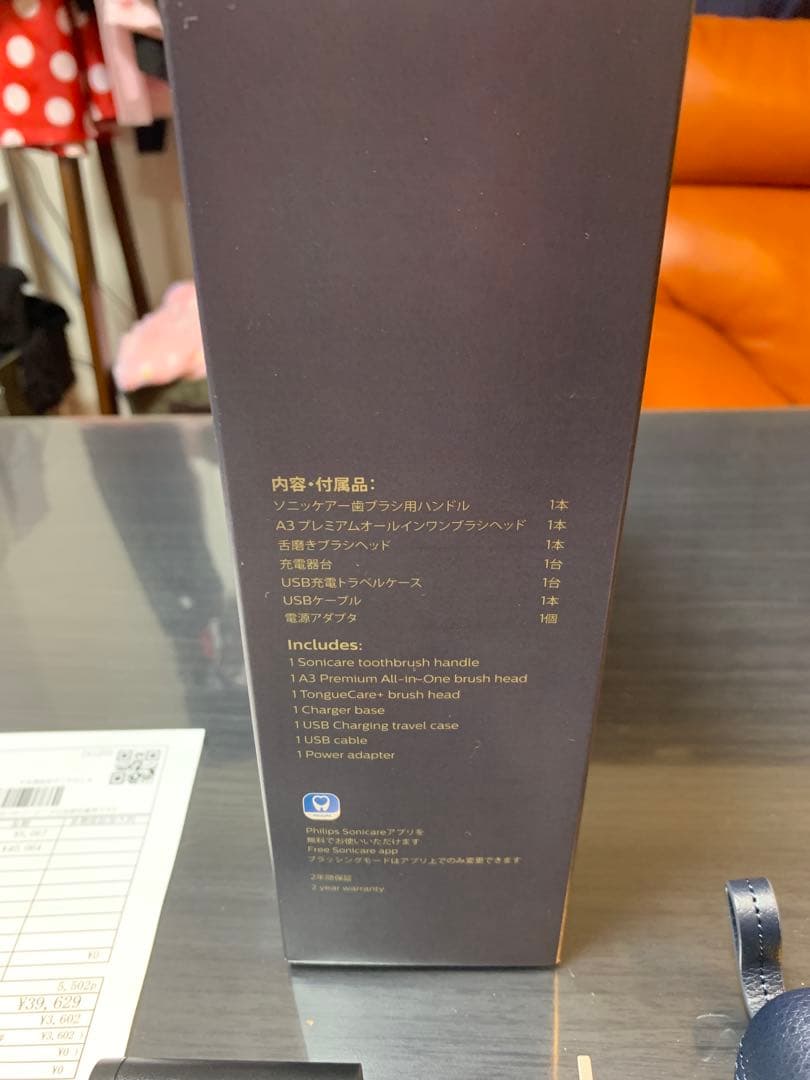 内容・付属品:
ソニッケアー歯ブラシ用ハンドル 1本
A3 プレミアムオールインワンブラシヘッド 1本
舌磨きブラシヘッド 1本
充電器台 1台
USB充電トラベルケース 1台
USBケーブル 1本
電源アダプタ 1個
Includes:
1 Sonicare toothbrush handle
1 A3 Premium All-in-One brush head
1 TongueCare+ brush head
1 Charger base
1 USB Charging travel case
1 USB cable
1 Power adapter
Philips Sonicareアプリを
無料でお使いいただけます
Free Sonicare app
ブラッシングモードはアプリ上でのみ変更できます
2年間保証
2 year warranty
¥0
5,502p
¥39,629
¥3,602
¥3,602 )
¥0 )
¥0